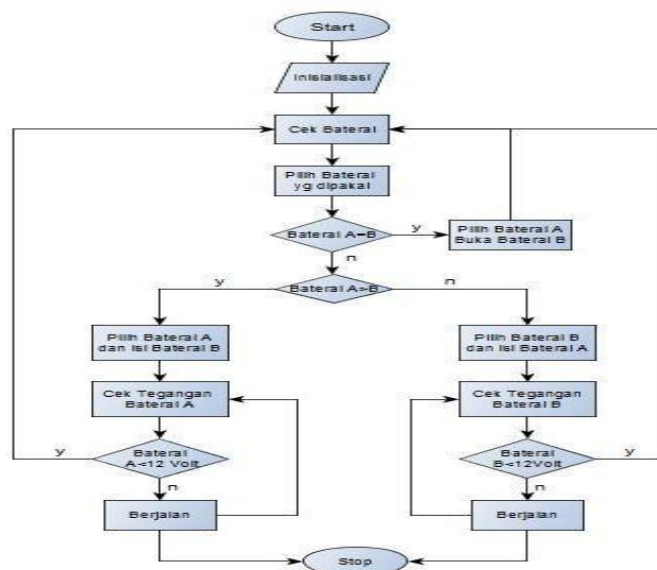 Start
Inisialisasi
Cek Baterai
Pilih Baterai
yg dipakai
Baterai A=B
y
Pilih Baterai A
Buka Baterai B
n
Baterai A>B
y
n
Pilih Baterai A
dan Isi Baterai B
Pilih Baterai B
dan Isi Baterai A
Cek Tegangan
Baterai A
Cek Tegangan
Baterai B
y
Baterai
A<12 Volt
Baterai
B<12Volt
y
n
n
Berjalan
Berjalan
Stop